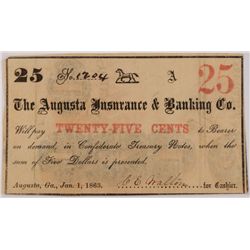 25 No. 1204 A 25
The Augusta Insurance & Banking Co.
Will pay TWENTY-FIVE CENTS to Bearer
on demand, in Confederate Treasury Notes, when the
sum of Five Dollars is presented.
Augusta, Ga., Jan. 1, 1863. for Cashier.